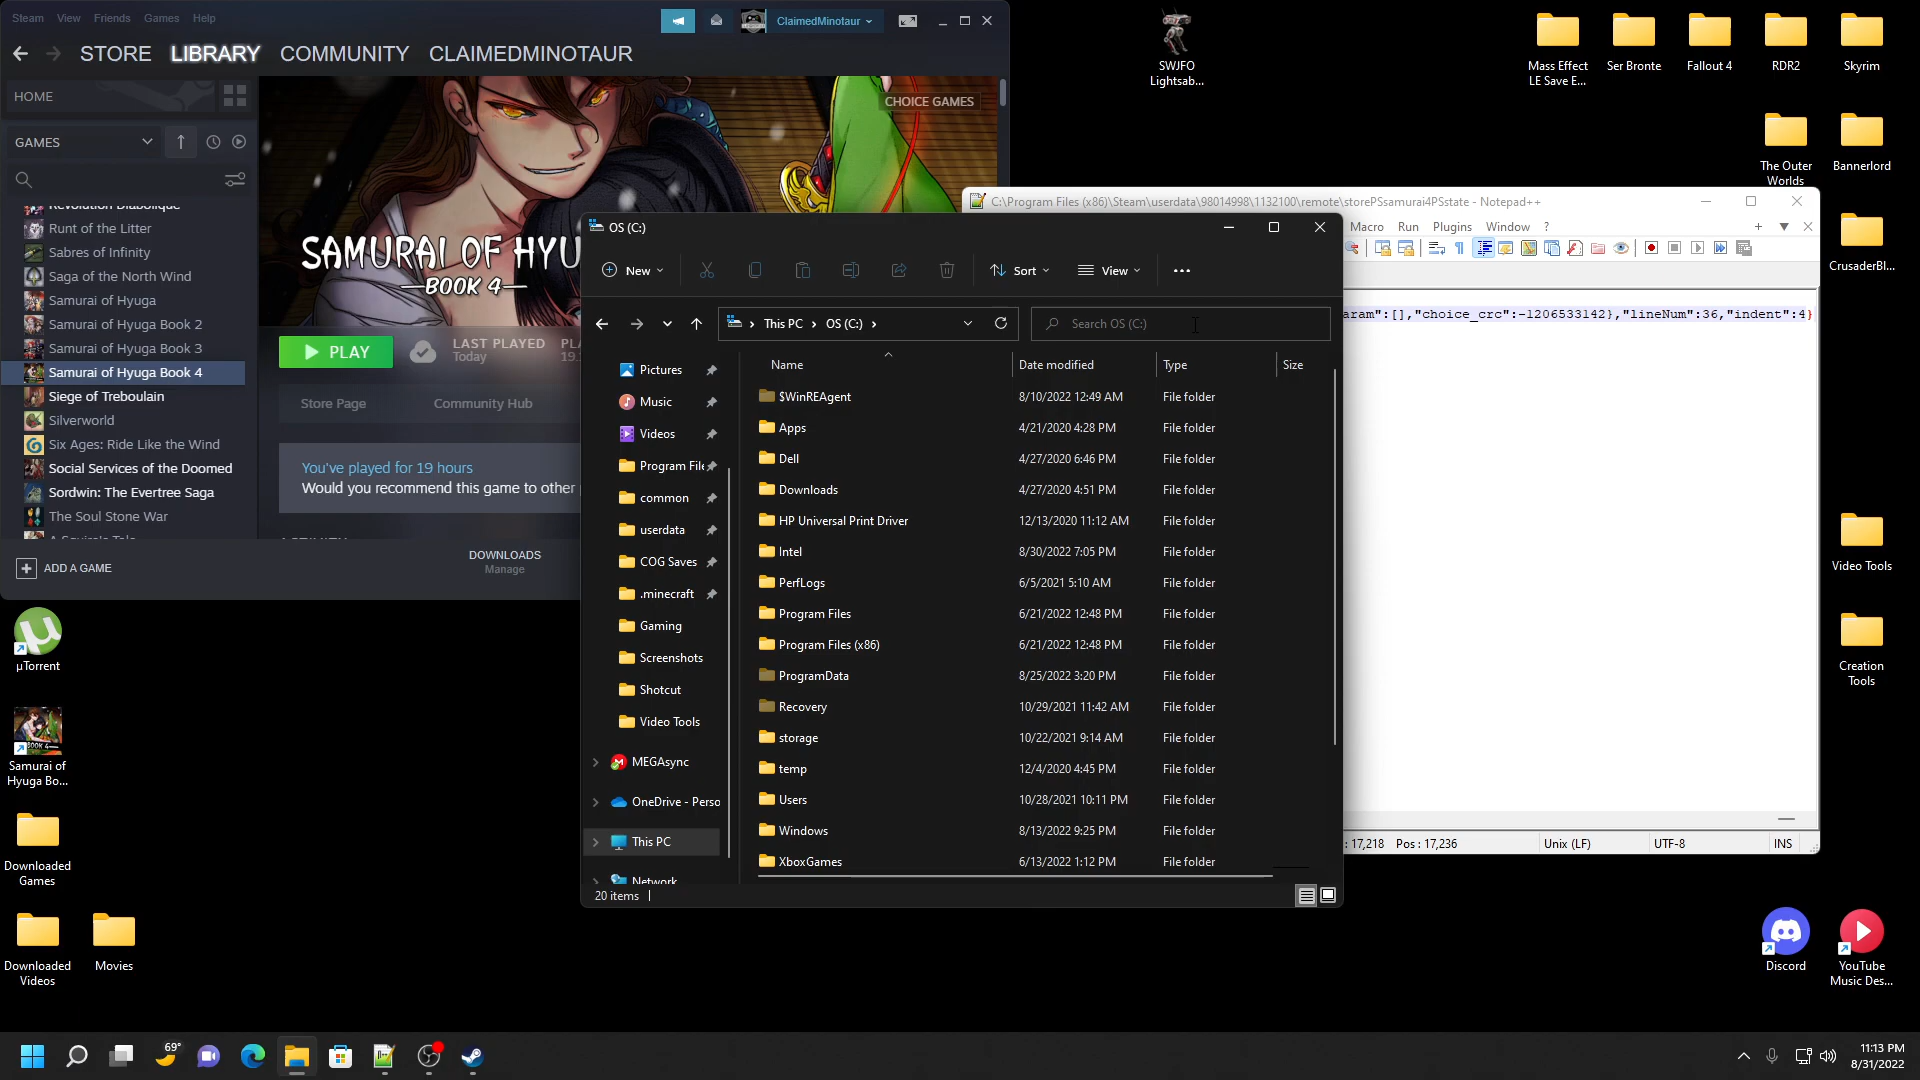 Steam View Friends Games Help
ClaimedMinotaur
STORE LIBRARY COMMUNITY CLAIMEDMINOTAUR
HOME
GAMES
Revolution Diabolique
Runt of the Litter
Sabres of Infinity
Saga of the North Wind
Samurai of Hyuga
Samurai of Hyuga Book 2
Samurai of Hyuga Book 3
Samurai of Hyuga Book 4
Siege of Treboulain
Silverworld
Six Ages: Ride Like the Wind
Social Services of the Doomed
Sordwin: The Evertree Saga
The Soul Stone War
ADD A GAME
CHOICE GAMES
SAMURAI OF HYU
BOOK 4
PLAY
LAST PLAYED
Today
19.
Store Page
Community Hub
You've played for 19 hours
Would you recommend this game to other
DOWNLOADS
Manage
OS (C:)
New
Sort
View
This PC
OS (C:)
Search OS (C:)
Pictures
Music
Videos
Program File
common
userdata
COG Saves
.minecraft
Gaming
Screenshots
Shotcut
Video Tools
MEGAsync
OneDrive - Perso
This PC
Network
Name Date modified Type Size
$WinREAgent 8/10/2022 12:49 AM File folder
Apps 4/21/2020 4:28 PM File folder
Dell 4/27/2020 6:46 PM File folder
Downloads 4/27/2020 4:51 PM File folder
HP Universal Print Driver 12/13/2020 11:12 AM File folder
Intel 8/30/2022 7:05 PM File folder
PerfLogs 6/5/2021 5:10 AM File folder
Program Files 6/21/2022 12:48 PM File folder
Program Files (x86) 6/21/2022 12:48 PM File folder
ProgramData 8/25/2022 3:20 PM File folder
Recovery 10/29/2021 11:42 AM File folder
storage 10/22/2021 9:14 AM File folder
temp 12/4/2020 4:45 PM File folder
Users 10/28/2021 10:11 PM File folder
Windows 8/13/2022 9:25 PM File folder
XboxGames 6/13/2022 1:12 PM File folder
20 items
C:\Program Files (x86)\Steam\userdata\98014998\1132100\remote\storePSsamurai4PSstate - Notepad++
Macro Run Plugins Window ?
aram":[],"choice_crc":-1206533142},"lineNum":36,"indent":4}
: 17,218 Pos : 17,236
Unix (LF)
UTF-8
INS
SWJFO
Lightsab...
Mass Effect
LE Save E...
Ser Bronte
Fallout 4
RDR2
Skyrim
The Outer
Worlds
Bannerlord
CrusaderBl...
Video Tools
Creation
Tools
Discord
YouTube
Music Des...
µTorrent
Samurai of
Hyuga Bo...
Downloaded
Games
Downloaded
Videos
Movies
69°
11:13 PM
8/31/2022